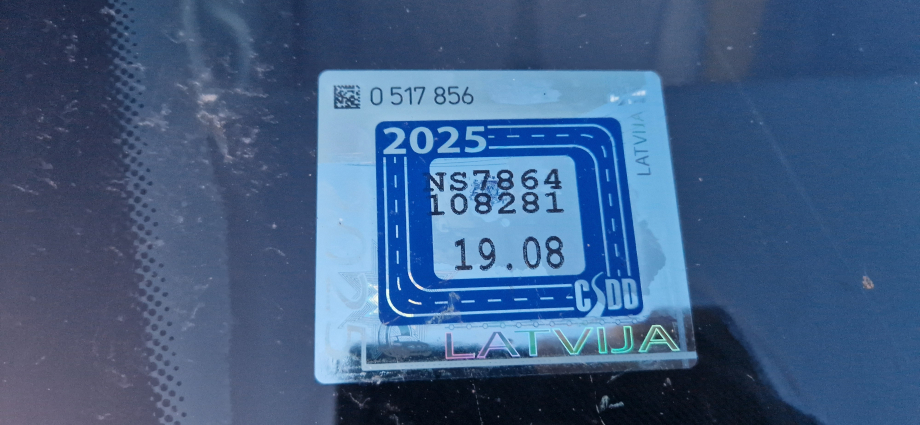 0 517 856
LATVIJA
2025
NS7864
108281
19.08
CSDD
LATVIJA